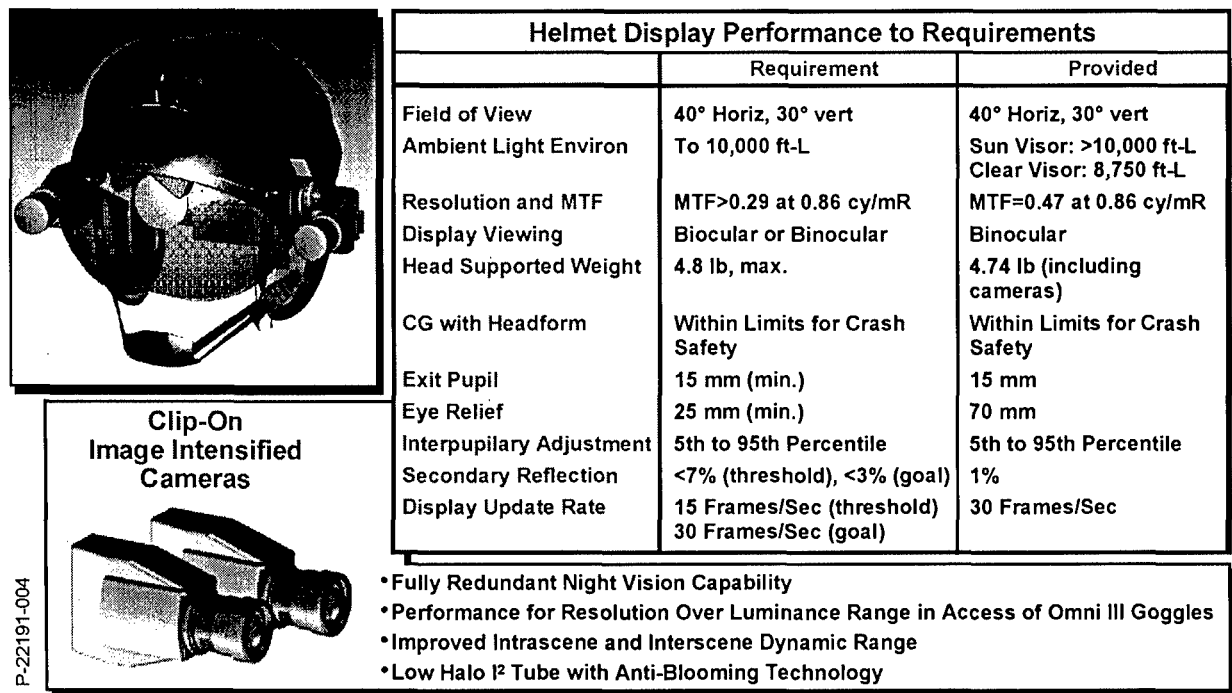 Helmet Display Performance to Requirements
Requirement Provided
Field of View 40° Horiz, 30° vert 40° Horiz, 30° vert
Ambient Light Environ To 10,000 ft-L Sun Visor: >10,000 ft-L
Clear Visor: 8,750 ft-L
Resolution and MTF MTF>0.29 at 0.86 cy/mR MTF=0.47 at 0.86 cy/mR
Display Viewing Biocular or Binocular Binocular
Head Supported Weight 4.8 lb, max. 4.74 lb (including
cameras)
CG with Headform Within Limits for Crash Within Limits for Crash
Safety Safety
Exit Pupil 15 mm (min.) 15 mm
Eye Relief 25 mm (min.) 70 mm
Interpupilary Adjustment 5th to 95th Percentile 5th to 95th Percentile
Secondary Reflection <7% (threshold), <3% (goal) 1%
Display Update Rate 15 Frames/Sec (threshold) 30 Frames/Sec
30 Frames/Sec (goal)
Clip-On
Image Intensified
Cameras
•Fully Redundant Night Vision Capability
•Performance for Resolution Over Luminance Range in Access of Omni III Goggles
•Improved Intrascene and Interscene Dynamic Range
•Low Halo I² Tube with Anti-Blooming Technology
P-22191-004